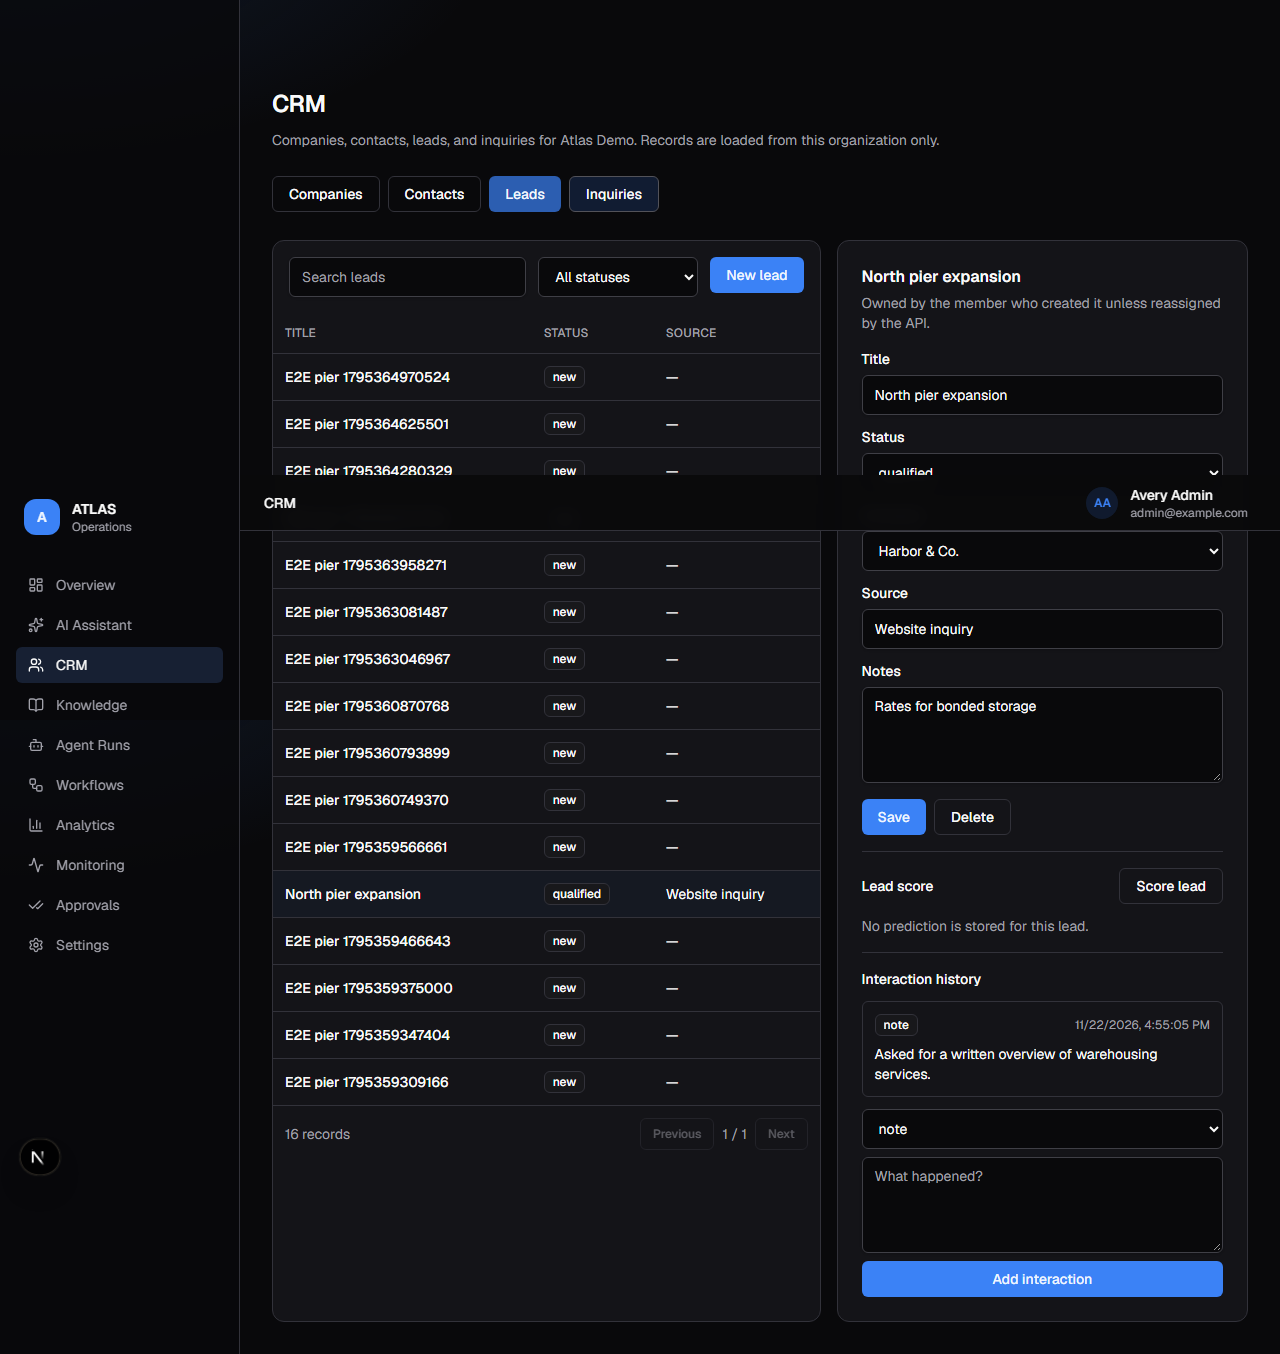 CRM
Companies, contacts, leads, and inquiries for Atlas Demo. Records are loaded from this organization only.
Companies
Contacts
Leads
Inquiries
Search leads
All statuses
New lead
TITLE STATUS SOURCE
E2E pier 1795364970524 new —
E2E pier 1795364625501 new —
E2E pier 1795364280329 new —
E2E pier 1795363958271 new —
E2E pier 1795363081487 new —
E2E pier 1795363046967 new —
E2E pier 1795360870768 new —
E2E pier 1795360793899 new —
E2E pier 1795360749370 new —
E2E pier 1795359566661 new —
North pier expansion qualified Website inquiry
E2E pier 1795359466643 new —
E2E pier 1795359375000 new —
E2E pier 1795359347404 new —
E2E pier 1795359309166 new —
16 records
Previous
1 / 1
Next
North pier expansion
Owned by the member who created it unless reassigned
by the API.
Title
North pier expansion
Status
qualified
Harbor & Co.
Source
Website inquiry
Notes
Rates for bonded storage
Save
Delete
Lead score
Score lead
No prediction is stored for this lead.
Interaction history
note
11/22/2026, 4:55:05 PM
Asked for a written overview of warehousing
services.
note
What happened?
Add interaction
CRM
AA
Avery Admin
admin@example.com
A
ATLAS
Operations
Overview
AI Assistant
CRM
Knowledge
Agent Runs
Workflows
Analytics
Monitoring
Approvals
Settings
N